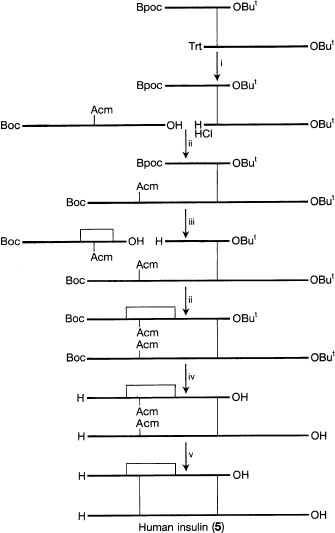 Bpoc OBu^t
Trt OBu^t
i
Bpoc OBu^t
Acm
Boc OH H OBu^t
HCl
ii
Bpoc OBu^t
Acm
Boc OBu^t
iii
Boc OH H OBu^t
Acm
Acm
Boc OBu^t
ii
Boc OBu^t
Acm
Acm
Boc OBu^t
iv
H OH
Acm
Acm
H OH
v
H OH
H OH
Human insulin (5)